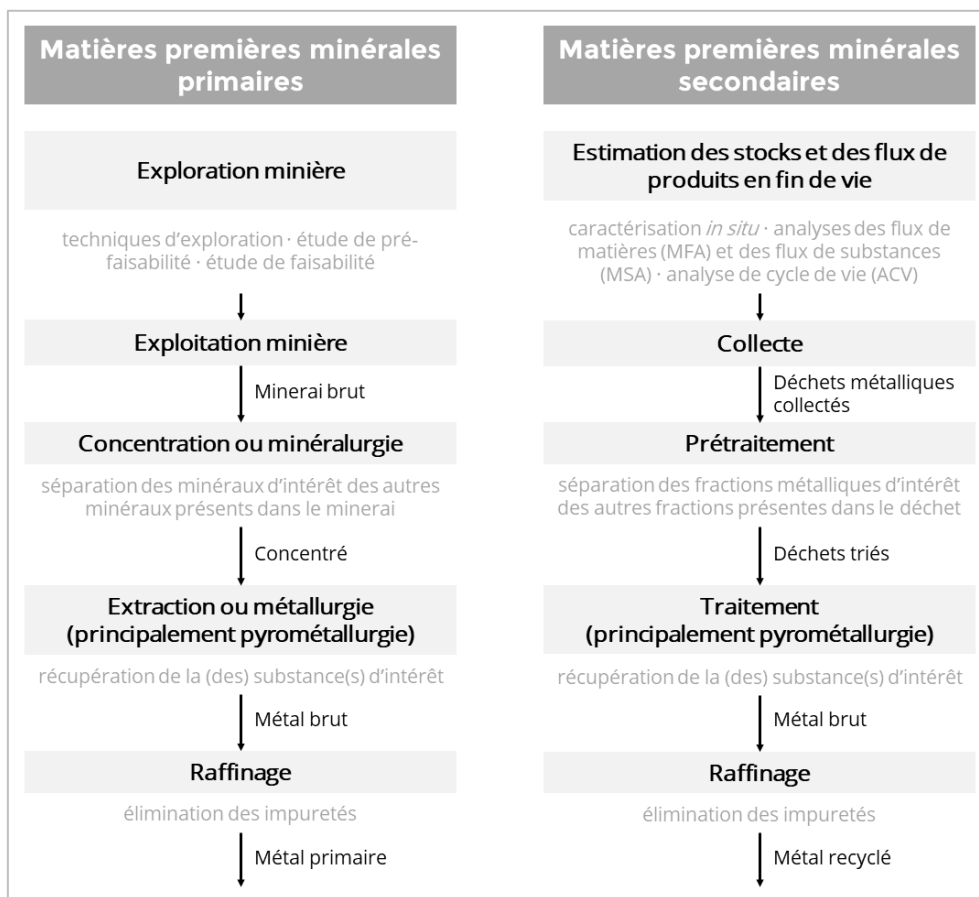 Matières premières minérales
primaires
Exploration minière
techniques d'exploration · étude de pré-
faisabilité · étude de faisabilité
Exploitation minière
Minerai brut
Concentration ou minéralurgie
séparation des minéraux d'intérêt des autres
minéraux présents dans le minerai
Concentré
Extraction ou métallurgie
(principalement pyrométallurgie)
récupération de la (des) substance(s) d'intérêt
Métal brut
Raffinage
élimination des impuretés
Métal primaire
Matières premières minérales
secondaires
Estimation des stocks et des flux de
produits en fin de vie
caractérisation in situ · analyses des flux de
matières (MFA) et des flux de substances
(MSA) · analyse de cycle de vie (ACV)
Collecte
Déchets métalliques
collectés
Prétraitement
séparation des fractions métalliques d'intérêt
des autres fractions présentes dans le déchet
Déchets triés
Traitement
(principalement pyrométallurgie)
récupération de la (des) substance(s) d'intérêt
Métal brut
Raffinage
élimination des impuretés
Métal recyclé